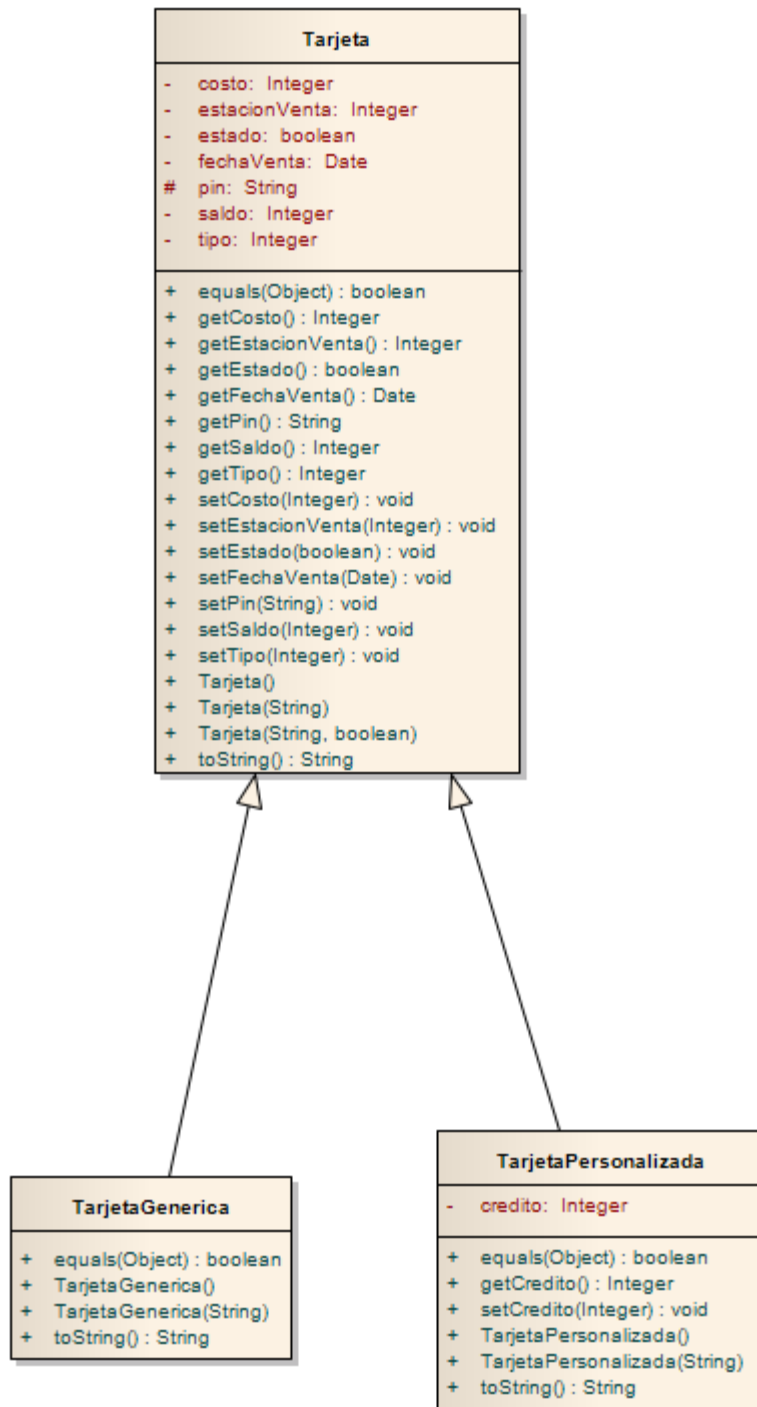 Tarjeta
- costo: Integer
- estacionVenta: Integer
- estado: boolean
- fechaVenta: Date
# pin: String
- saldo: Integer
- tipo: Integer
+ equals(Object) : boolean
+ getCosto() : Integer
+ getEstacionVenta() : Integer
+ getEstado() : boolean
+ getFechaVenta() : Date
+ getPin() : String
+ getSaldo() : Integer
+ getTipo() : Integer
+ setCosto(Integer) : void
+ setEstacionVenta(Integer) : void
+ setEstado(boolean) : void
+ setFechaVenta(Date) : void
+ setPin(String) : void
+ setSaldo(Integer) : void
+ setTipo(Integer) : void
+ Tarjeta()
+ Tarjeta(String)
+ Tarjeta(String, boolean)
+ toString() : String
TarjetaGenerica
+ equals(Object) : boolean
+ TarjetaGenerica()
+ TarjetaGenerica(String)
+ toString() : String
TarjetaPersonalizada
- credito: Integer
+ equals(Object) : boolean
+ getCredito() : Integer
+ setCredito(Integer) : void
+ TarjetaPersonalizada()
+ TarjetaPersonalizada(String)
+ toString() : String